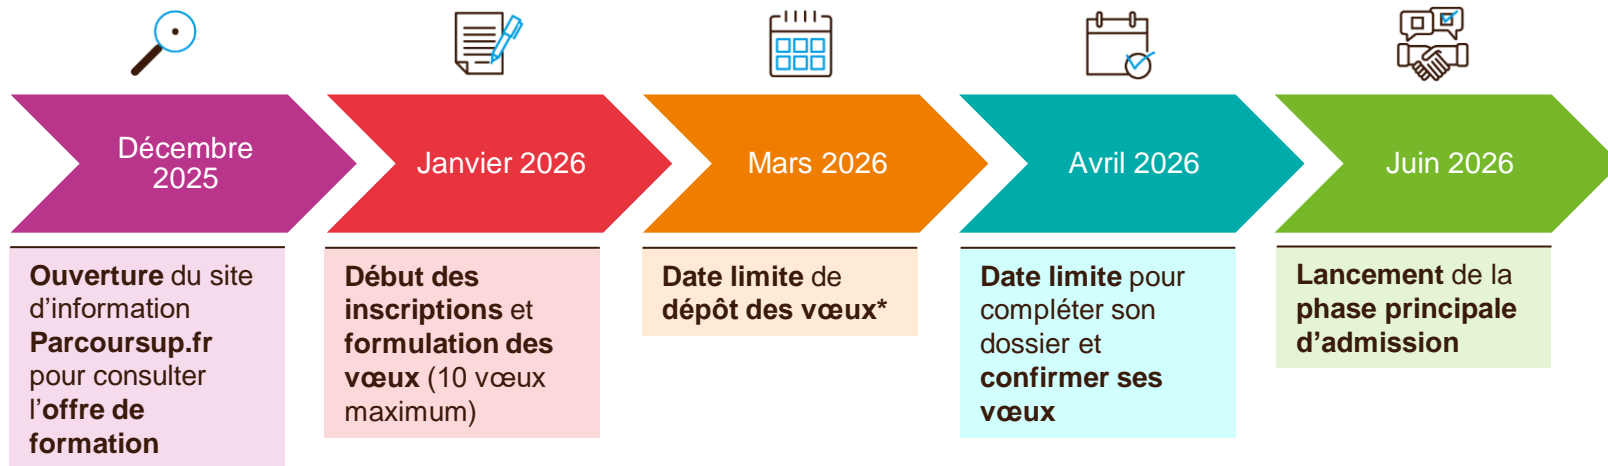 Décembre
2025
Janvier 2026
Mars 2026
Avril 2026
Juin 2026
Ouverture du site
d’information
Parcoursup.fr
pour consulter
l’offre de
formation
Début des
inscriptions et
formulation des
vœux (10 vœux
maximum)
Date limite de
dépôt des vœux*
Date limite pour
compléter son
dossier et
confirmer ses
vœux
Lancement de la
phase principale
d’admission